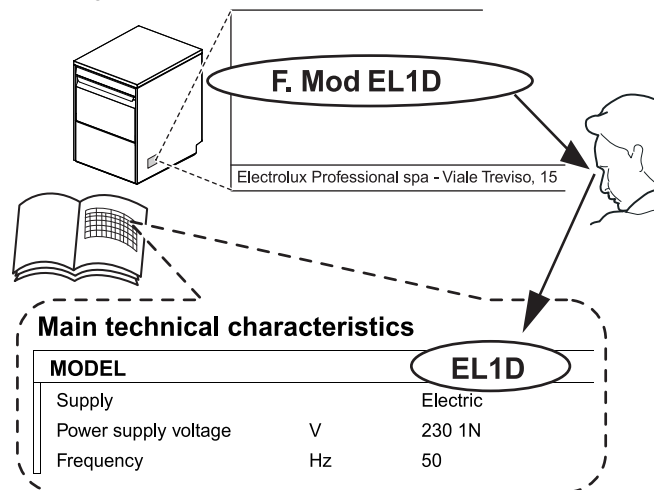 F. Mod EL1D
Electrolux Professional spa - Viale Treviso, 15
Main technical characteristics
MODEL EL1D
Supply Electric
Power supply voltage V 230 1N
Frequency Hz 50